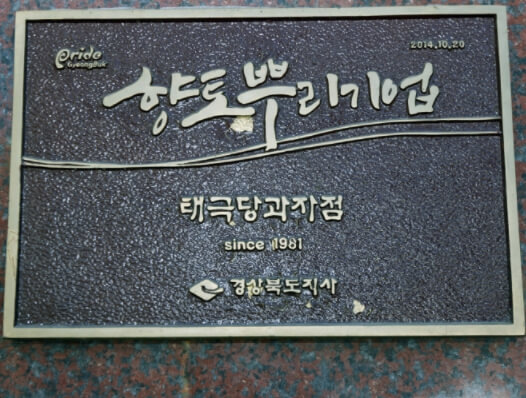 Pride
GyeongBuk
2014.10.20
향토뿌리기업
태극당과자점
since 1981
경상북도지사